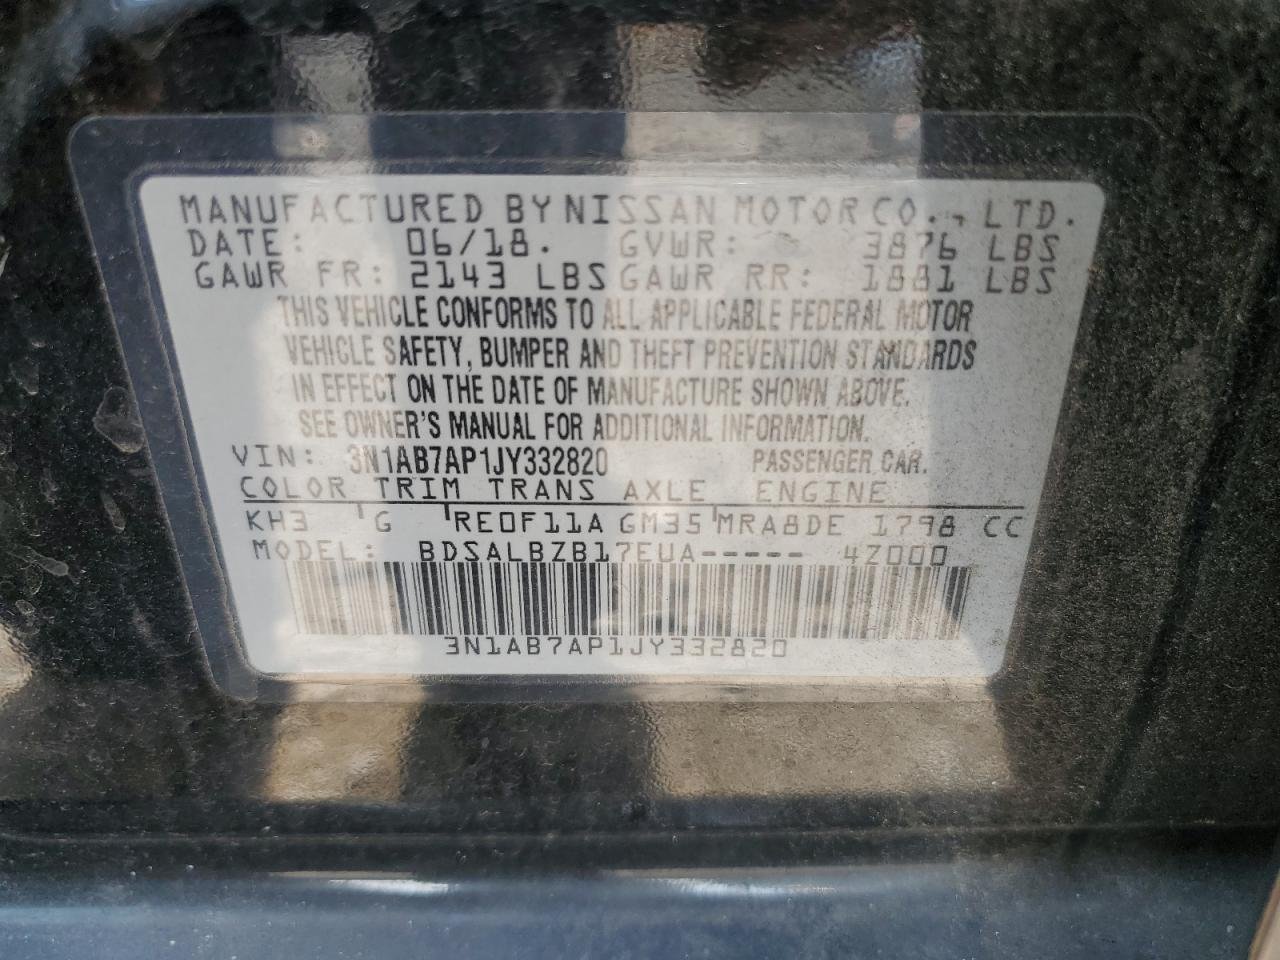 MANUFACTURED BY NISSAN MOTOR CO., LTD.
DATE: 06/18. GVWR: 3876 LBS
GAWR FR: 2143 LBS GAWR RR: 1881 LBS
THIS VEHICLE CONFORMS TO ALL APPLICABLE FEDERAL MOTOR
VEHICLE SAFETY, BUMPER AND THEFT PREVENTION STANDARDS
IN EFFECT ON THE DATE OF MANUFACTURE SHOWN ABOVE.
SEE OWNER'S MANUAL FOR ADDITIONAL INFORMATION.
VIN: 3N1AB7AP1JY332820 PASSENGER CAR.
COLOR TRIM TRANS AXLE ENGINE
KH3 G RE0F11A GM35 MRA8DE 1798 CC
MODEL: BDSALBZB17EUA----- 4Z000
3N1AB7AP1JY332820